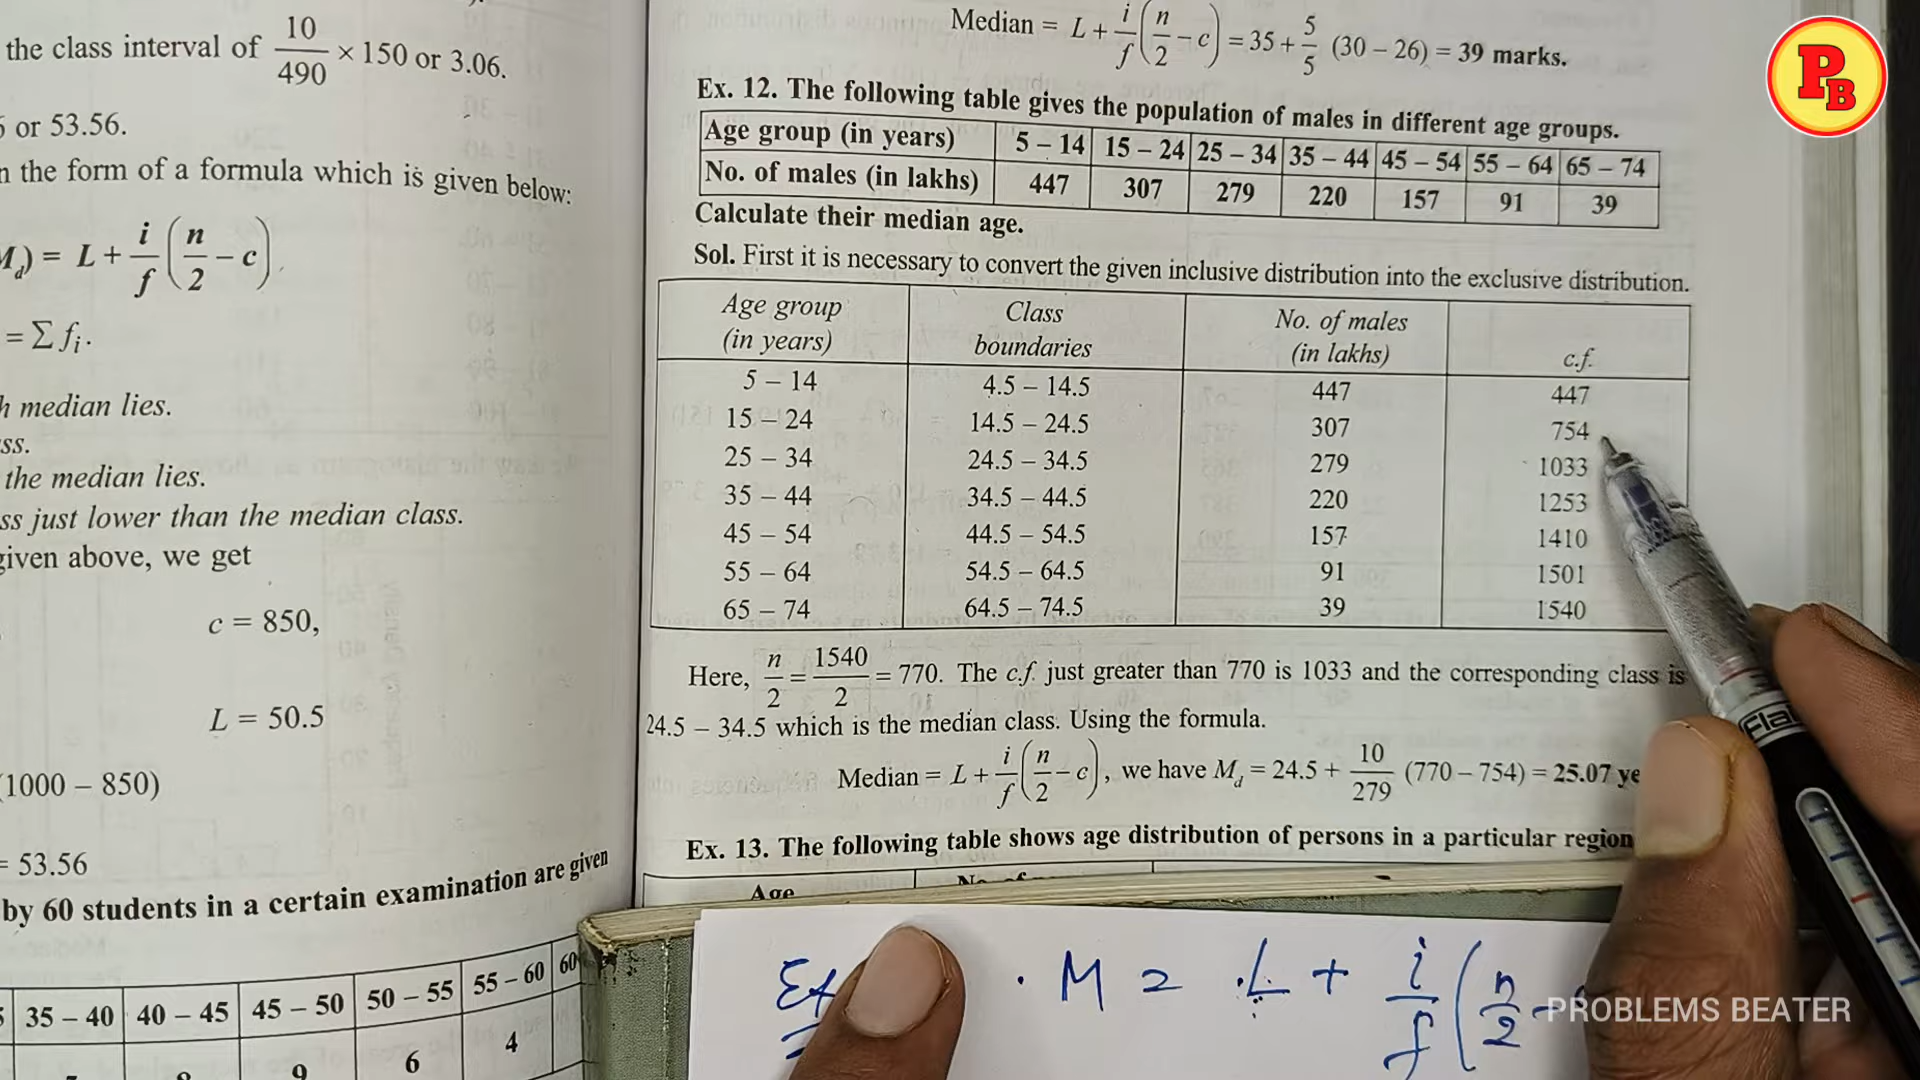 the class interval of 10/490 × 150 or 3.06.
or 53.56.
the form of a formula which is given below:
= L + i/f (n/2 – c)
= Σ fᵢ.
median lies.
the median lies.
just lower than the median class.
given above, we get
c = 850,
L = 50.5
(1000 – 850)
= 53.56
by 60 students in a certain examination are given
35 – 40 40 – 45 45 – 50 50 – 55 55 – 60 60
9 6 4
Median = L + i/f (n/2 – c) = 35 + 5/5 (30 – 26) = 39 marks.
Ex. 12. The following table gives the population of males in different age groups.
Age group (in years) 5 – 14 15 – 24 25 – 34 35 – 44 45 – 54 55 – 64 65 – 74
No. of males (in lakhs) 447 307 279 220 157 91 39
Calculate their median age.
Sol. First it is necessary to convert the given inclusive distribution into the exclusive distribution.
Age group Class No. of males
(in years) boundaries (in lakhs) c.f.
5 – 14 4.5 – 14.5 447 447
15 – 24 14.5 – 24.5 307 754
25 – 34 24.5 – 34.5 279 1033
35 – 44 34.5 – 44.5 220 1253
45 – 54 44.5 – 54.5 157 1410
55 – 64 54.5 – 64.5 91 1501
65 – 74 64.5 – 74.5 39 1540
Here, n/2 = 1540/2 = 770. The c.f. just greater than 770 is 1033 and the corresponding class is
24.5 – 34.5 which is the median class. Using the formula.
Median = L + i/f (n/2 – c), we have M_d = 24.5 + 10/279 (770 – 754) = 25.07 ye
Ex. 13. The following table shows age distribution of persons in a particular region
Age
Ex M = L + i/f (n/2 –
PROBLEMS BEATER
PB